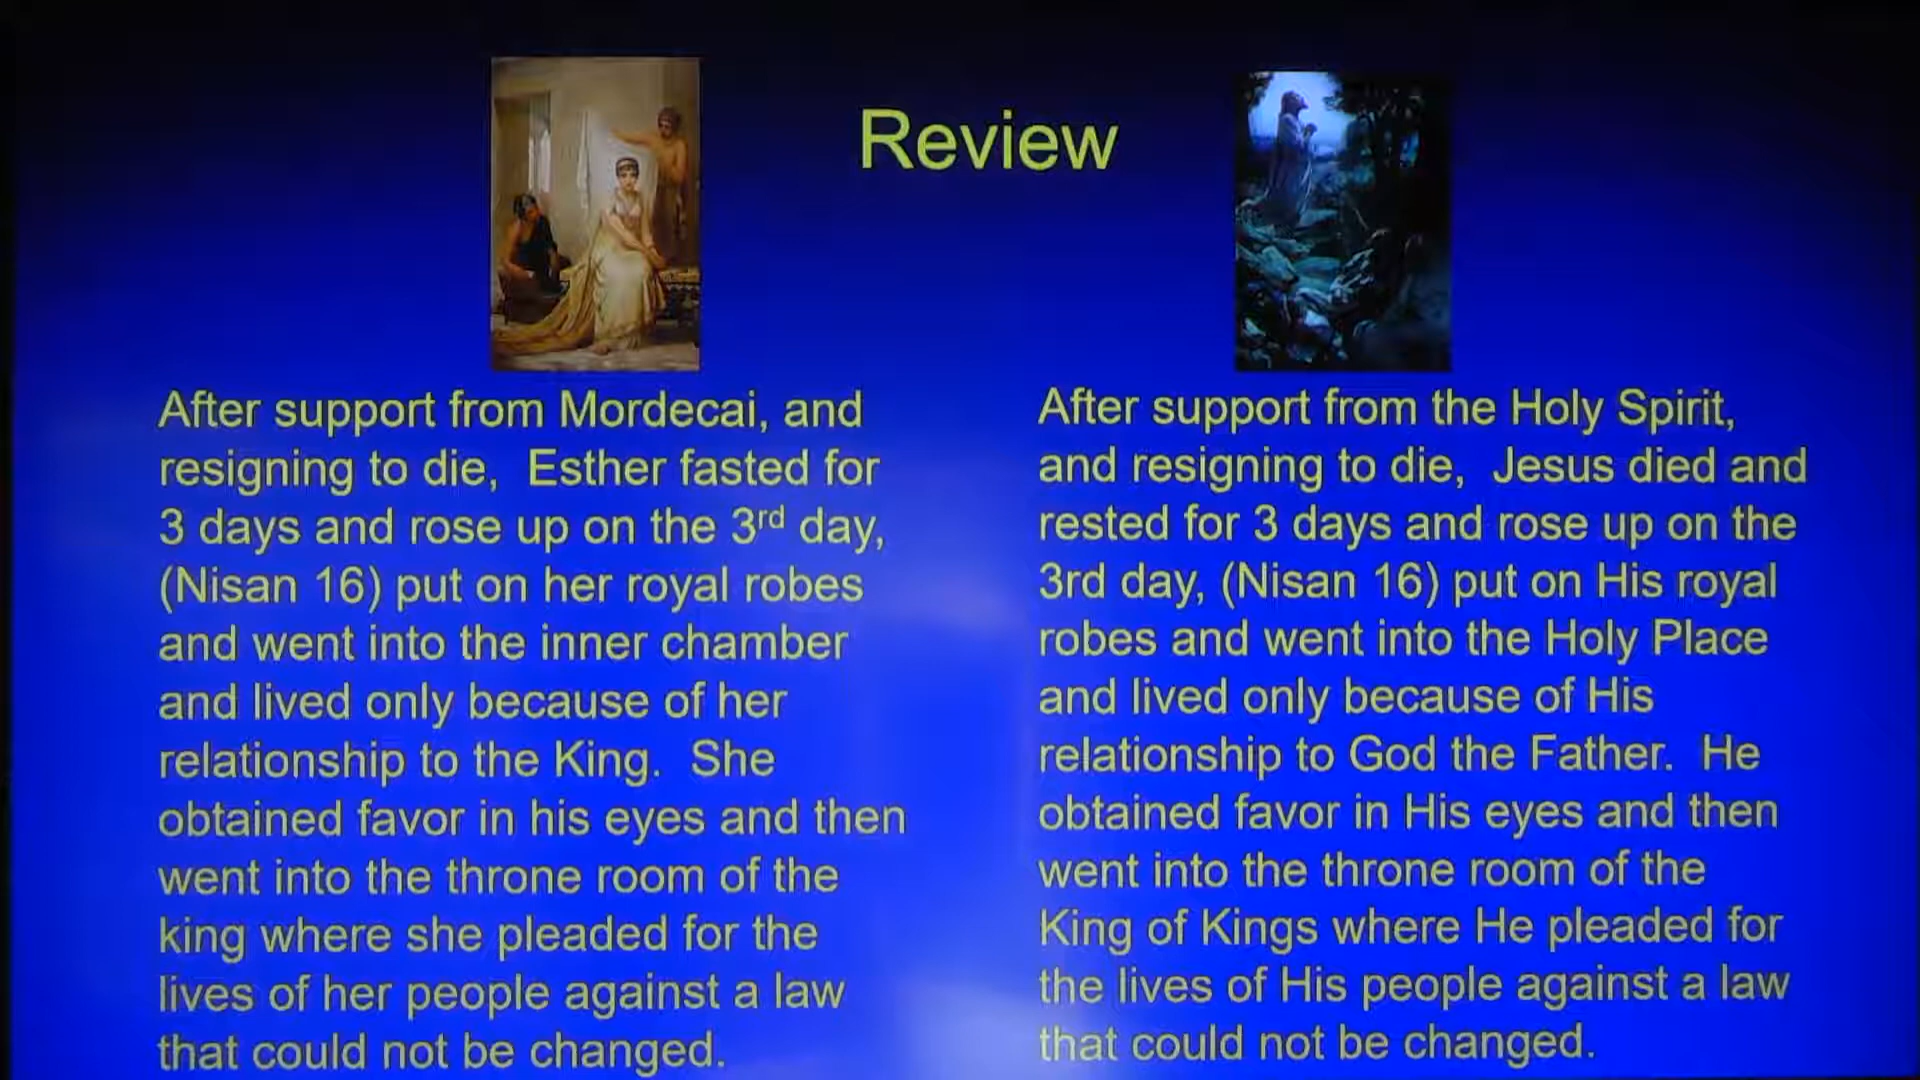 Review
After support from Mordecai, and
resigning to die, Esther fasted for
3 days and rose up on the 3rd day,
(Nisan 16) put on her royal robes
and went into the inner chamber
and lived only because of her
relationship to the King. She
obtained favor in his eyes and then
went into the throne room of the
king where she pleaded for the
lives of her people against a law
that could not be changed.
After support from the Holy Spirit,
and resigning to die, Jesus died and
rested for 3 days and rose up on the
3rd day, (Nisan 16) put on His royal
robes and went into the Holy Place
and lived only because of His
relationship to God the Father. He
obtained favor in His eyes and then
went into the throne room of the
King of Kings where He pleaded for
the lives of His people against a law
that could not be changed.